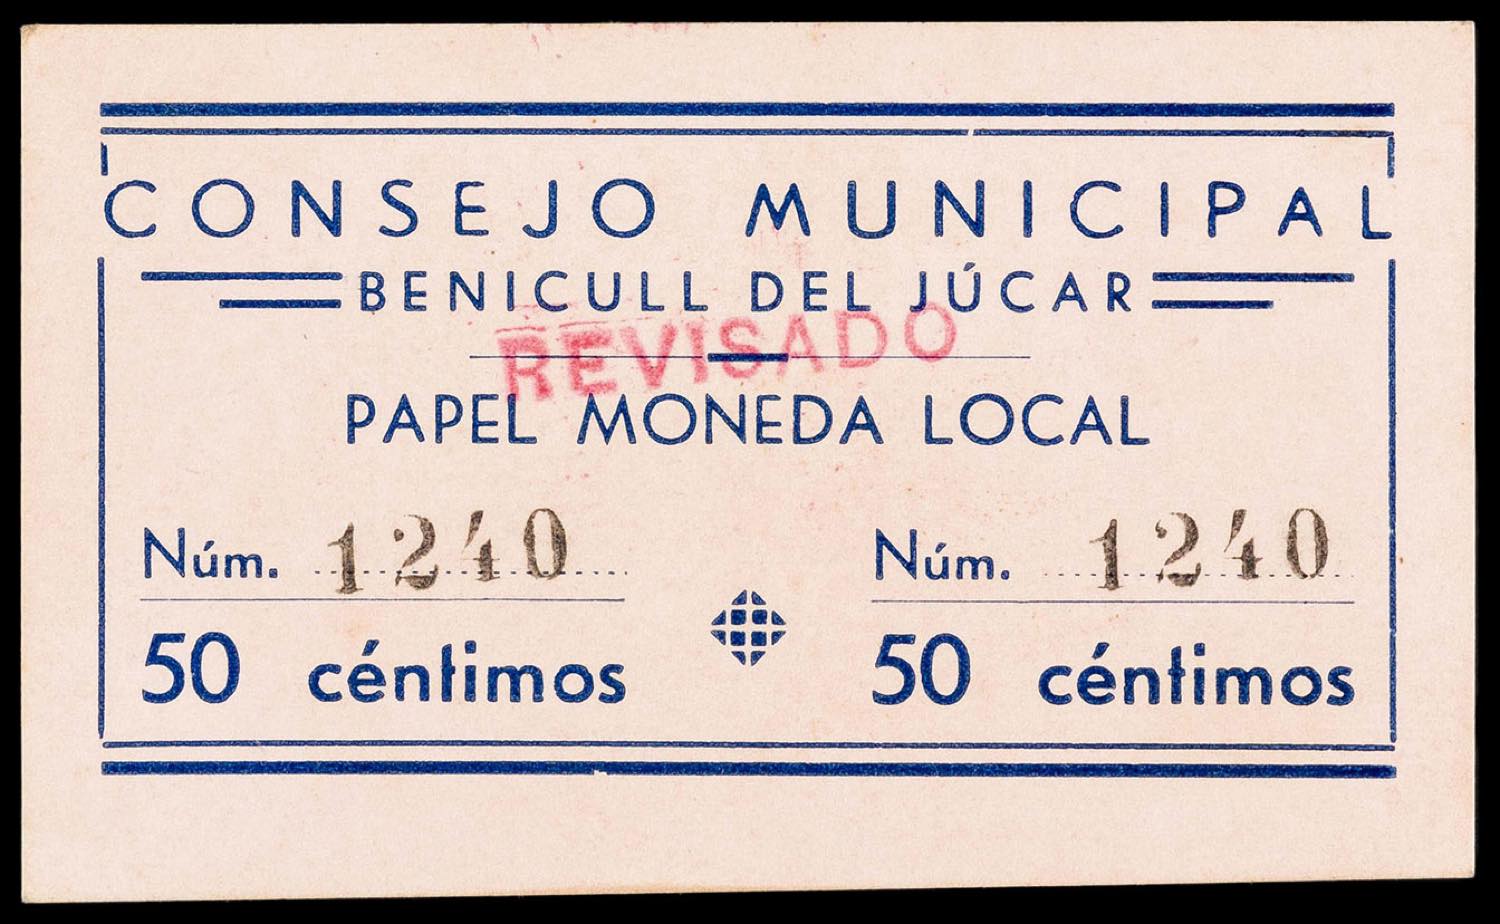 CONSEJO MUNICIPAL
BENICULL DEL JÚCAR
REVISADO
PAPEL MONEDA LOCAL
Núm. 1240 Núm. 1240
50 céntimos 50 céntimos